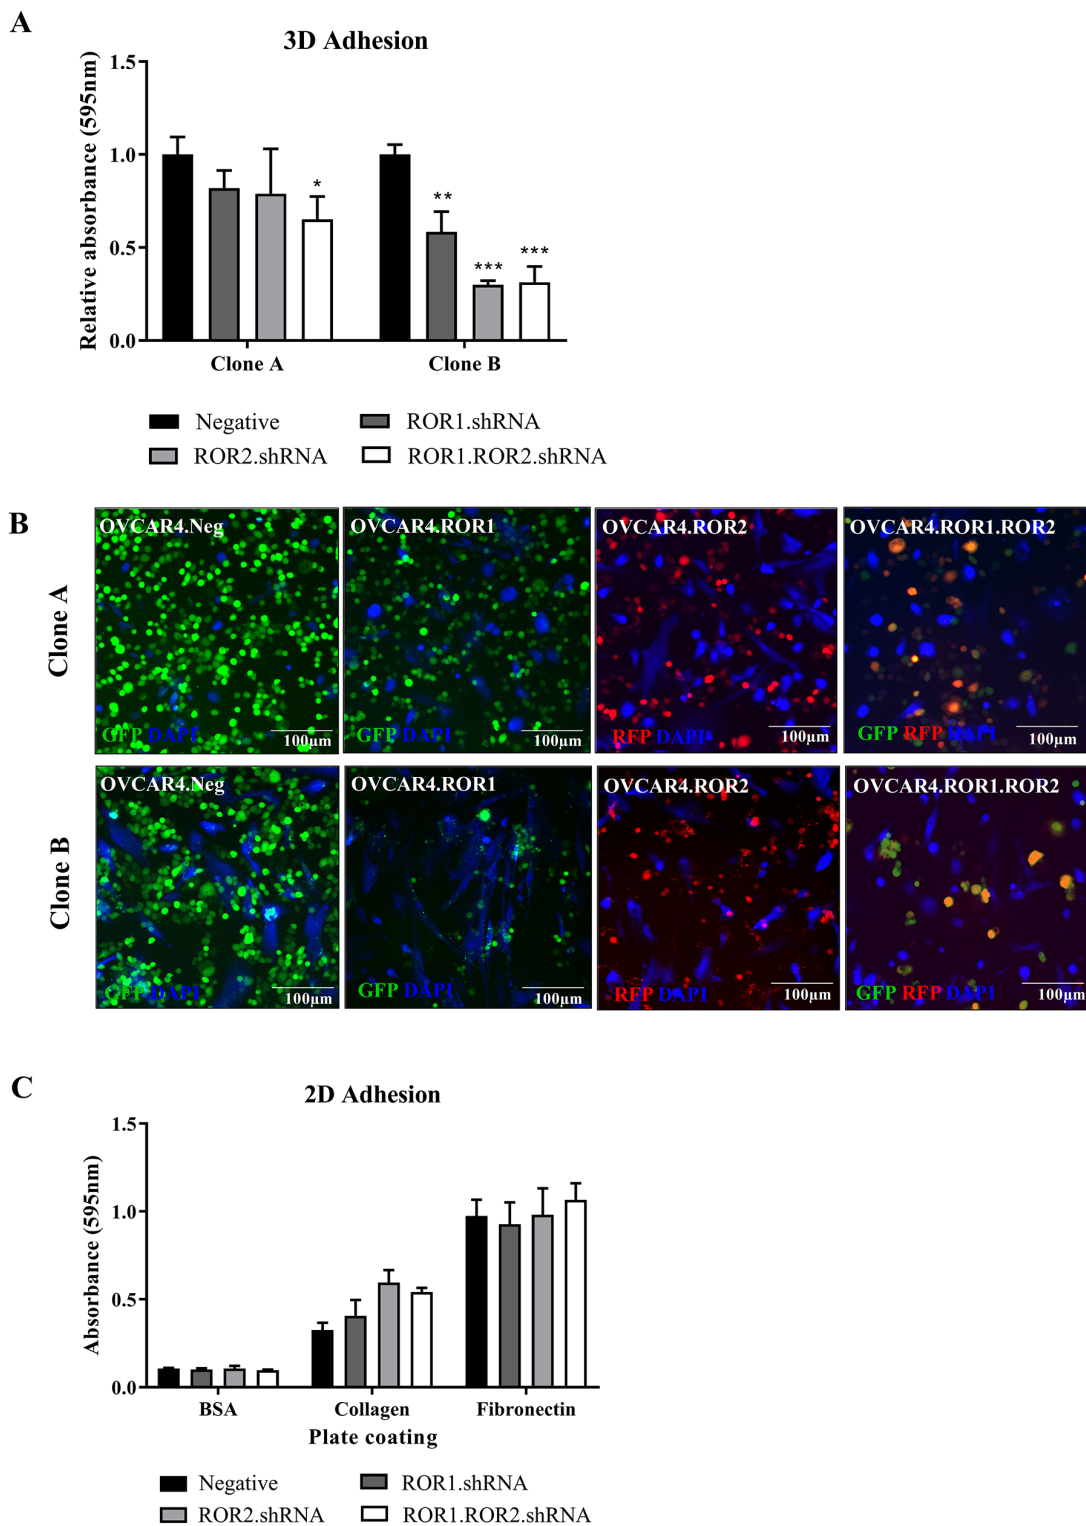 A
3D Adhesion
Relative absorbance (595nm)
1.5
1.0
0.5
0.0
*
**
***
***
Clone A
Clone B
Negative
ROR1.shRNA
ROR2.shRNA
ROR1.ROR2.shRNA
B
Clone A
OVCAR4.Neg
GFP DAPI
100µm
OVCAR4.ROR1
GFP DAPI
100µm
OVCAR4.ROR2
RFP DAPI
100µm
OVCAR4.ROR1.ROR2
GFP RFP DAPI
100µm
Clone B
OVCAR4.Neg
GFP DAPI
100µm
OVCAR4.ROR1
GFP DAPI
100µm
OVCAR4.ROR2
RFP DAPI
100µm
OVCAR4.ROR1.ROR2
GFP RFP DAPI
100µm
C
2D Adhesion
Absorbance (595nm)
1.5
1.0
0.5
0.0
BSA
Collagen
Fibronectin
Plate coating
Negative
ROR1.shRNA
ROR2.shRNA
ROR1.ROR2.shRNA